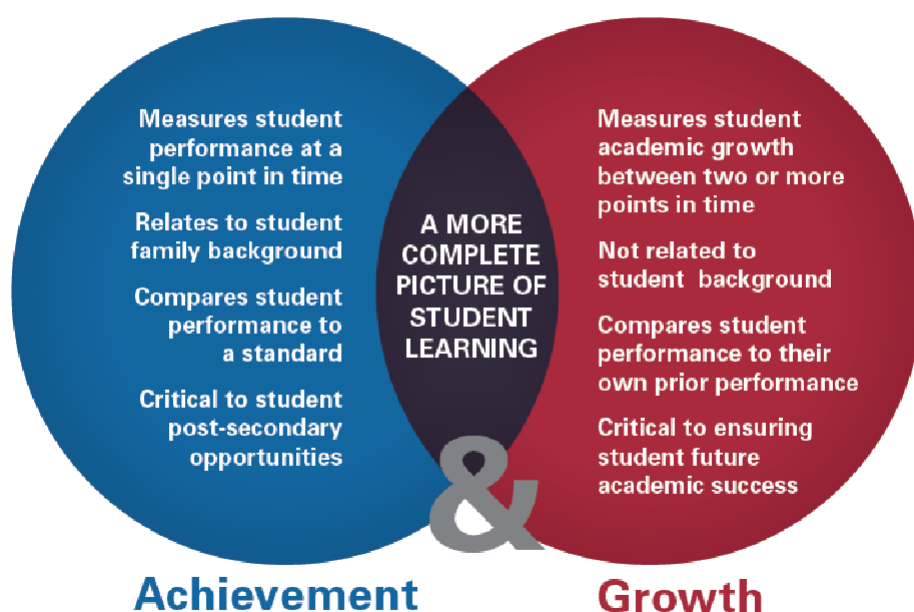 Measures student
performance at a
single point in time
Relates to student
family background
Compares student
performance to
a standard
Critical to student
post-secondary
opportunities
A MORE
COMPLETE
PICTURE OF
STUDENT
LEARNING
Measures student
academic growth
between two or more
points in time
Not related to
student background
Compares student
performance to their
own prior performance
Critical to ensuring
student future
academic success
&
Achievement
Growth